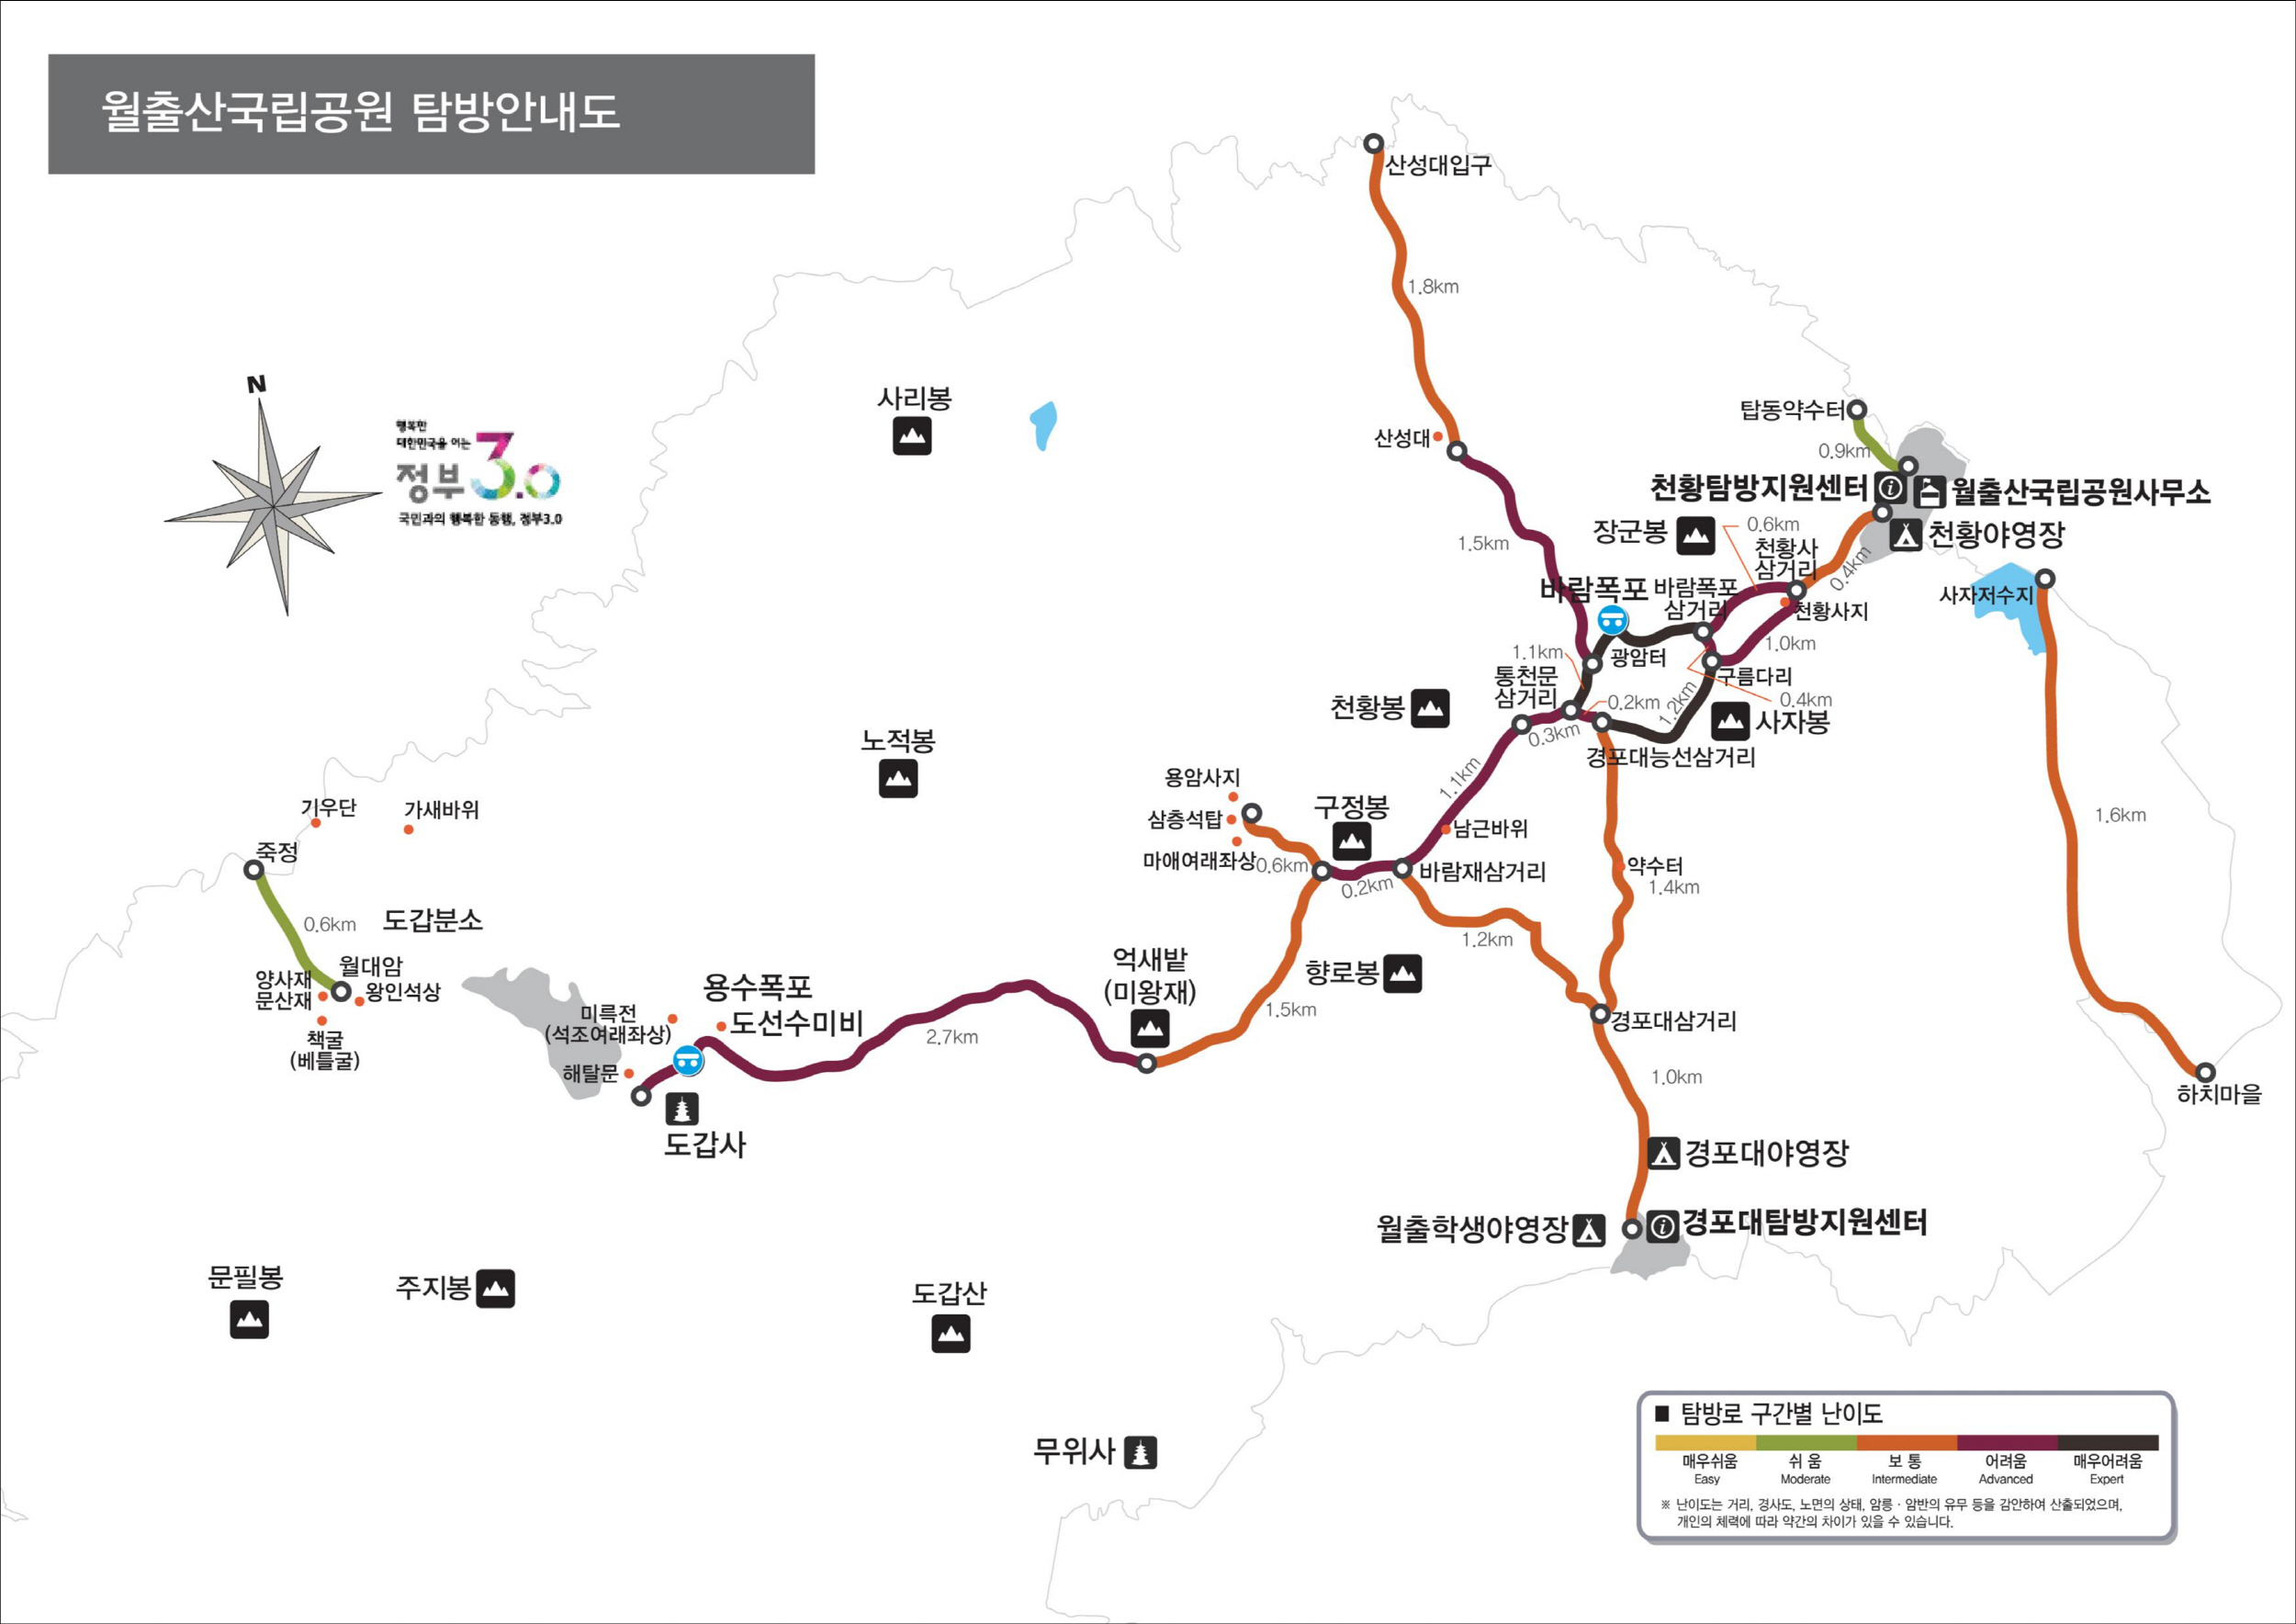 월출산국립공원 탐방안내도
N
행복한
대한민국을 여는
정부3.0
국민과의 행복한 동행, 정부3.0
산성대입구
1.8km
사리봉
산성대
탑동약수터
0.9km
천황탐방지원센터
월출산국립공원사무소
장군봉
0.6km
천황야영장
천황사
삼거리
0.4km
1.5km
바람폭포
바람폭포
삼거리
천황사지
사자저수지
1.0km
1.1km
광암터
통천문
삼거리
구름다리
0.2km
1.2km
0.4km
천황봉
사자봉
0.3km
경포대능선삼거리
노적봉
용암사지
1.1km
구정봉
기우단
가새바위
삼층석탑
남근바위
1.6km
죽정
마애여래좌상
0.6km
0.2km
바람재삼거리
약수터
1.4km
0.6km
도갑분소
1.2km
월대암
양사재
문산재
왕인석상
억새밭
(미왕재)
향로봉
용수폭포
미륵전
(석조여래좌상)
도선수미비
1.5km
경포대삼거리
책굴
(베틀굴)
2.7km
해탈문
1.0km
하치마을
도갑사
경포대야영장
월출학생야영장
경포대탐방지원센터
문필봉
주지봉
도갑산
무위사
■ 탐방로 구간별 난이도
매우쉬움 쉬 움 보 통 어려움 매우어려움
Easy Moderate Intermediate Advanced Expert
※ 난이도는 거리, 경사도, 노면의 상태, 암릉 · 암반의 유무 등을 감안하여 산출되었으며,
개인의 체력에 따라 약간의 차이가 있을 수 있습니다.